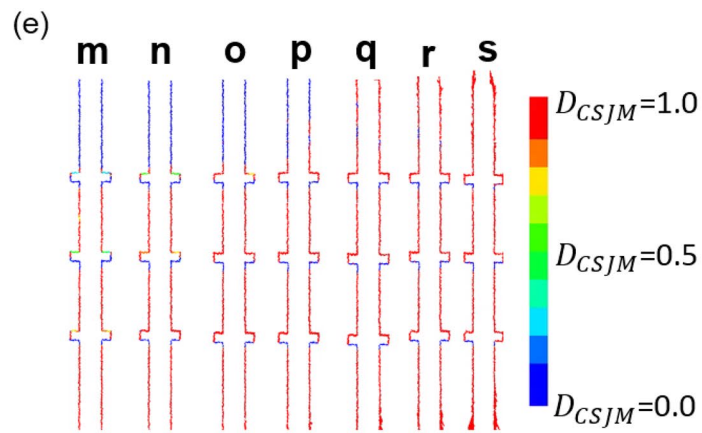 (e)
m n o p q r s
D_CSJM=1.0
D_CSJM=0.5
D_CSJM=0.0